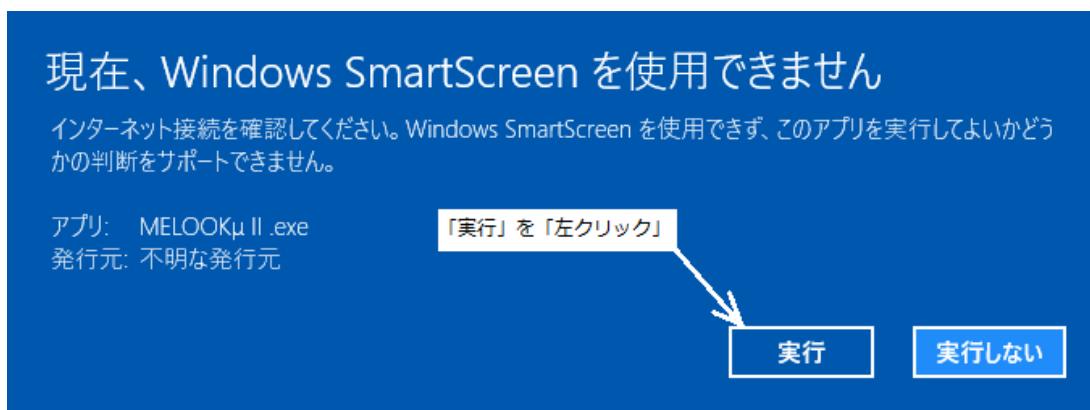 現在、Windows SmartScreen を使用できません
インターネット接続を確認してください。Windows SmartScreen を使用できず、このアプリを実行してよいかどう
かの判断をサポートできません。
アプリ: MELOOKμ II .exe
発行元: 不明な発行元
「実行」を「左クリック」
実行
実行しない